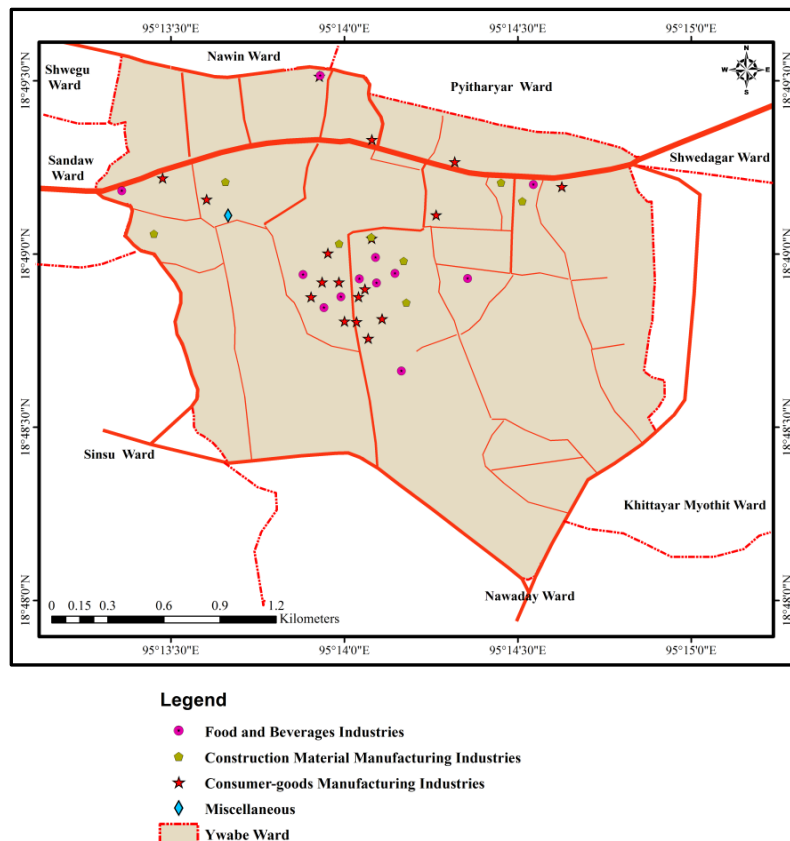 95°13'30"E 95°14'0"E 95°14'30"E 95°15'0"E
Nawin Ward
Shwegu
Ward
Pyitharyar Ward
N
W E
S
18°49'30"N 18°49'30"N
Sandaw
Ward
Shwedagar Ward
18°49'0"N 18°49'0"N
18°48'30"N 18°48'30"N
Sinsu Ward
Khittayar Myothit Ward
Nawaday Ward
18°48'0"N 18°48'0"N
0 0.15 0.3 0.6 0.9 1.2
Kilometers
95°13'30"E 95°14'0"E 95°14'30"E 95°15'0"E
Legend
Food and Beverages Industries
Construction Material Manufacturing Industries
Consumer-goods Manufacturing Industries
Miscellaneous
Ywabe Ward